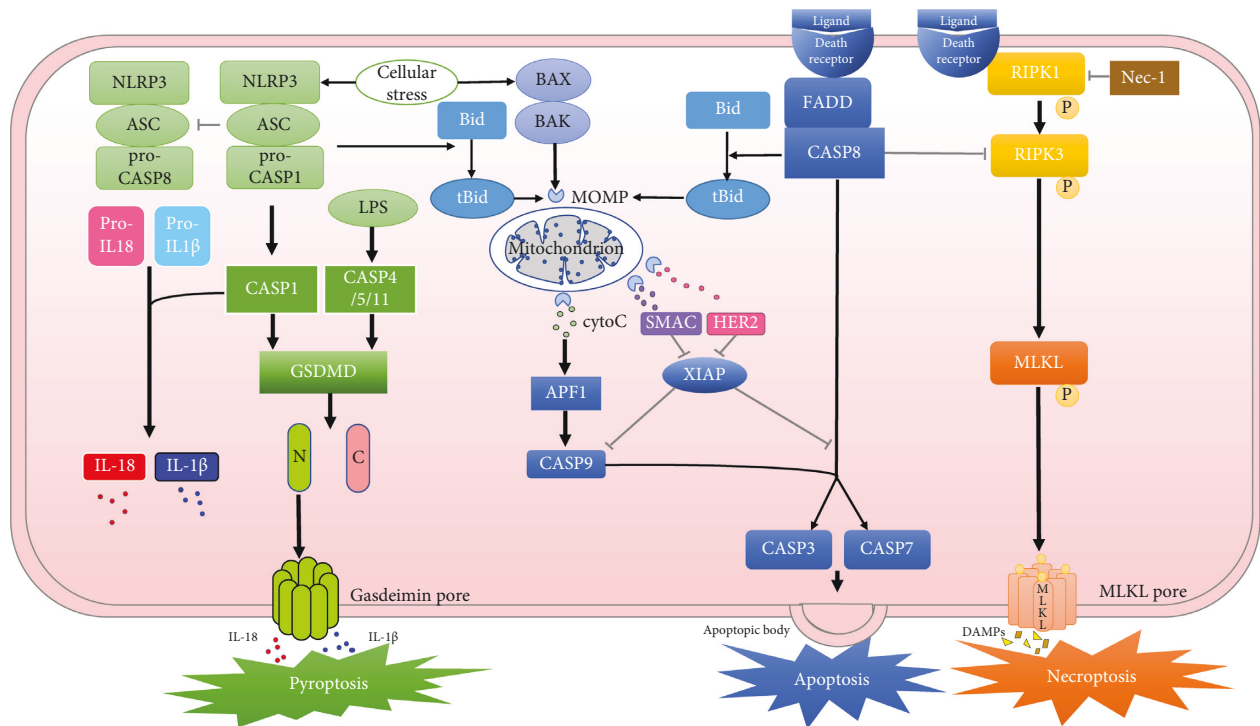 Ligand
Death
receptor
Ligand
Death
receptor
NLRP3
ASC
pro-
CASP8
NLRP3
ASC
pro-
CASP1
Cellular
stress
BAX
BAK
Bid
tBid
MOMP
Bid
tBid
FADD
CASP8
RIPK1
P
Nec-1
RIPK3
P
Pro-
IL18
Pro-
IL1β
LPS
Mitochondrion
CASP1
CASP4
/5/11
cytoC
SMAC
HER2
XIAP
GSDMD
APF1
MLKL
P
N
C
IL-18
IL-1β
CASP9
CASP3
CASP7
Gasdeimin pore
IL-18
IL-1β
Pyroptosis
Apoptopic body
Apoptosis
M
L
K
L
MLKL pore
DAMPs
Necroptosis